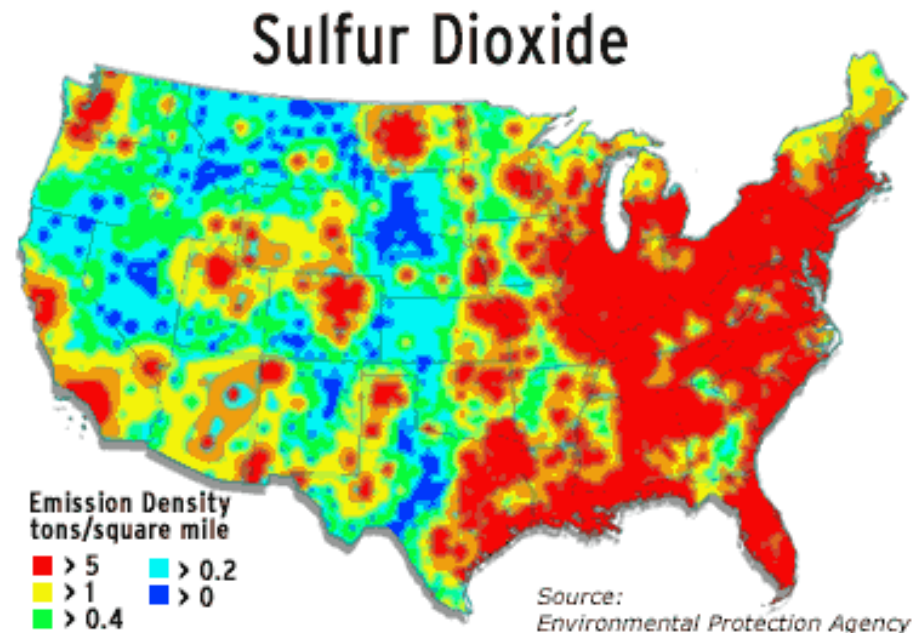 Sulfur Dioxide
Emission Density
tons/square mile
> 5
> 1
> 0.4
> 0.2
> 0
Source:
Environmental Protection Agency